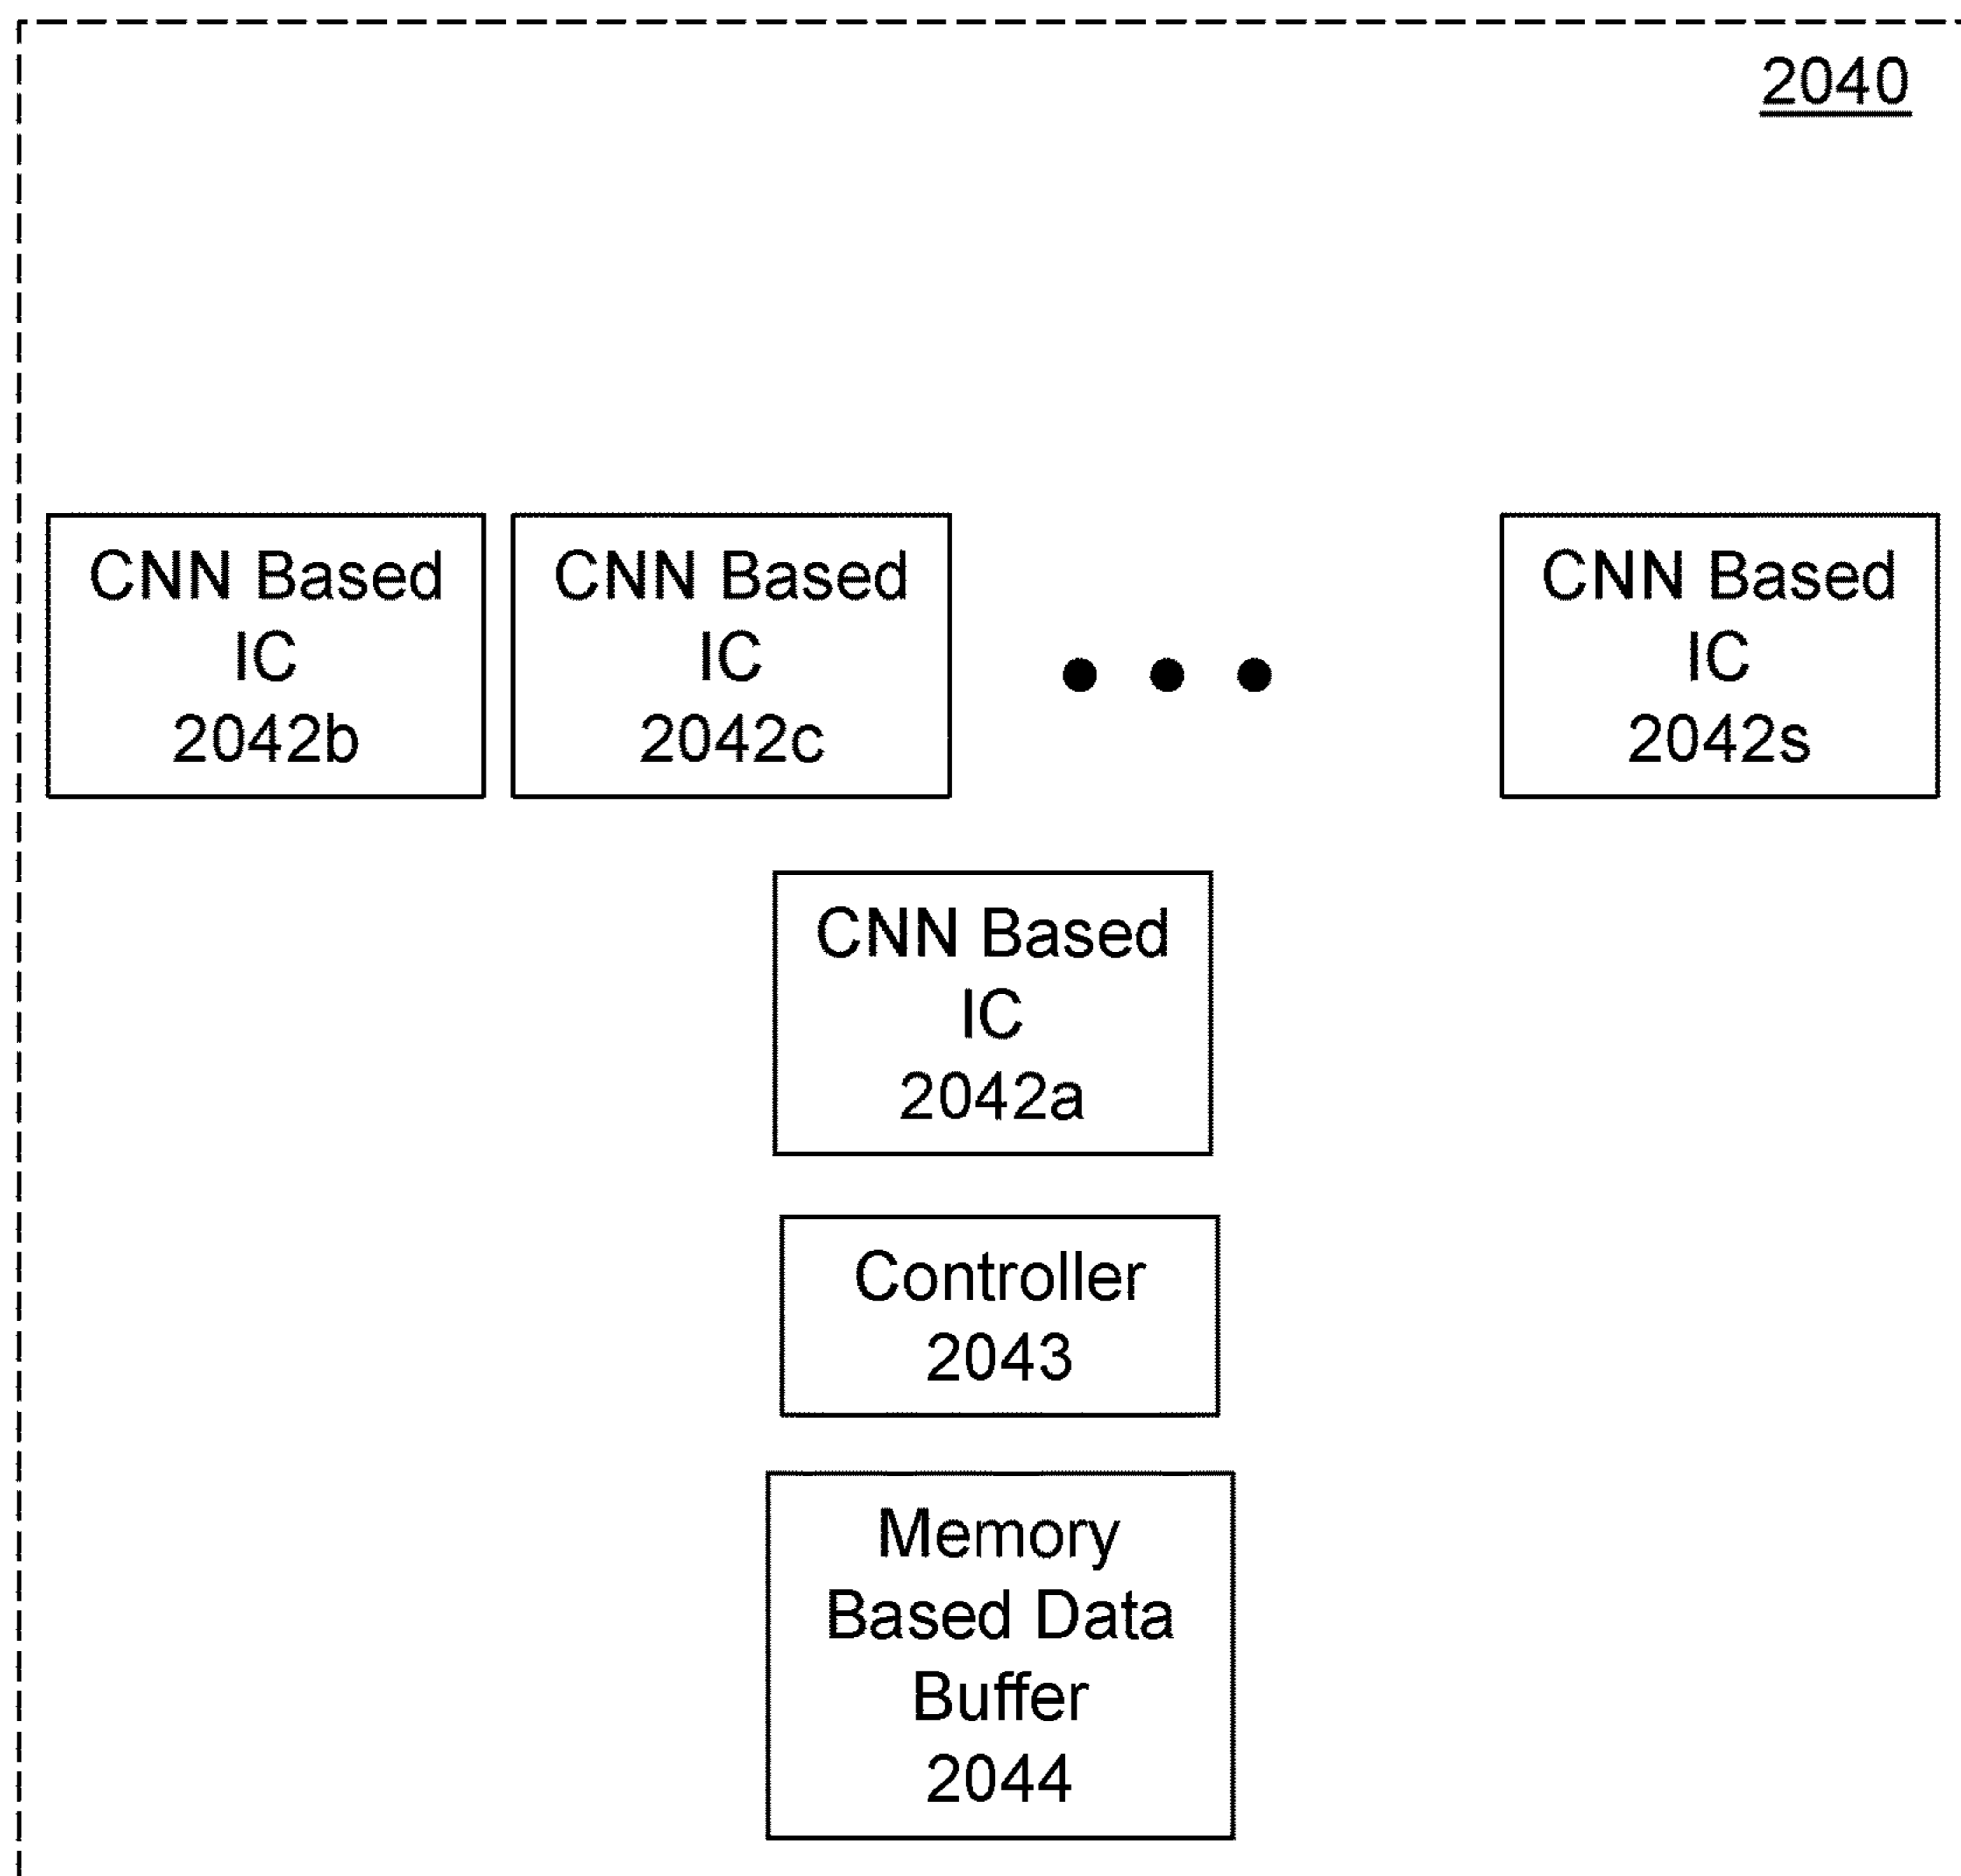 2040
CNN Based
IC
2042b
CNN Based
IC
2042c
CNN Based
IC
2042s
CNN Based
IC
2042a
Controller
2043
Memory
Based Data
Buffer
2044